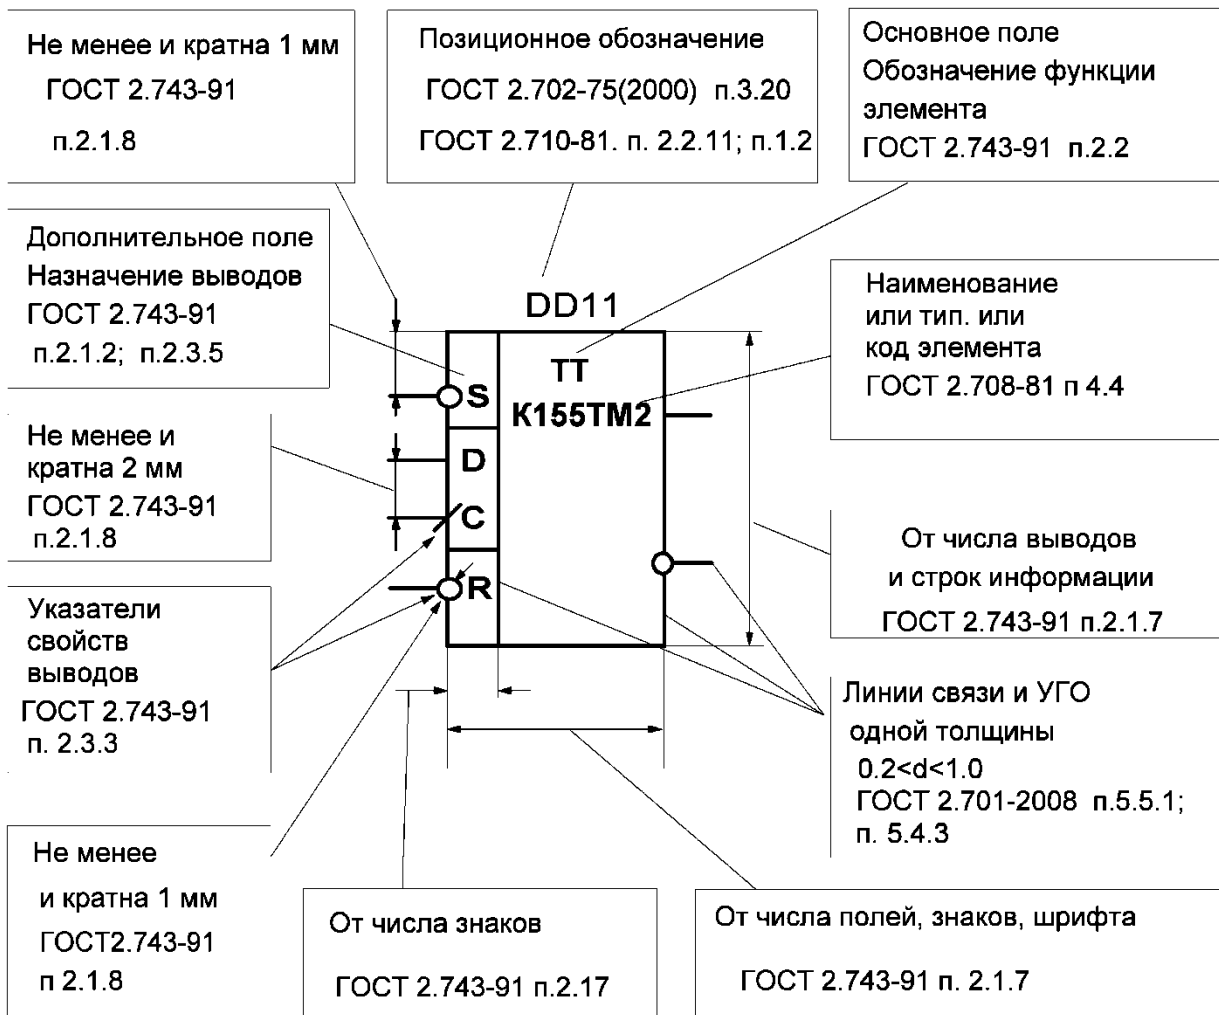 Не менее и кратна 1 мм
ГОСТ 2.743-91
п.2.1.8
Позиционное обозначение
ГОСТ 2.702-75(2000) п.3.20
ГОСТ 2.710-81. п. 2.2.11; п.1.2
Основное поле
Обозначение функции
элемента
ГОСТ 2.743-91 п.2.2
Дополнительное поле
Назначение выводов
ГОСТ 2.743-91
п.2.1.2; п.2.3.5
Наименование
или тип. или
код элемента
ГОСТ 2.708-81 п 4.4
DD11
ТТ
К155ТМ2
S
D
C
R
Не менее и
кратна 2 мм
ГОСТ 2.743-91
п.2.1.8
От числа выводов
и строк информации
ГОСТ 2.743-91 п.2.1.7
Указатели
свойств
выводов
ГОСТ 2.743-91
п. 2.3.3
Линии связи и УГО
одной толщины
0.2<d<1.0
ГОСТ 2.701-2008 п.5.5.1;
п. 5.4.3
Не менее
и кратна 1 мм
ГОСТ2.743-91
п 2.1.8
От числа знаков
ГОСТ 2.743-91 п.2.17
От числа полей, знаков, шрифта
ГОСТ 2.743-91 п. 2.1.7